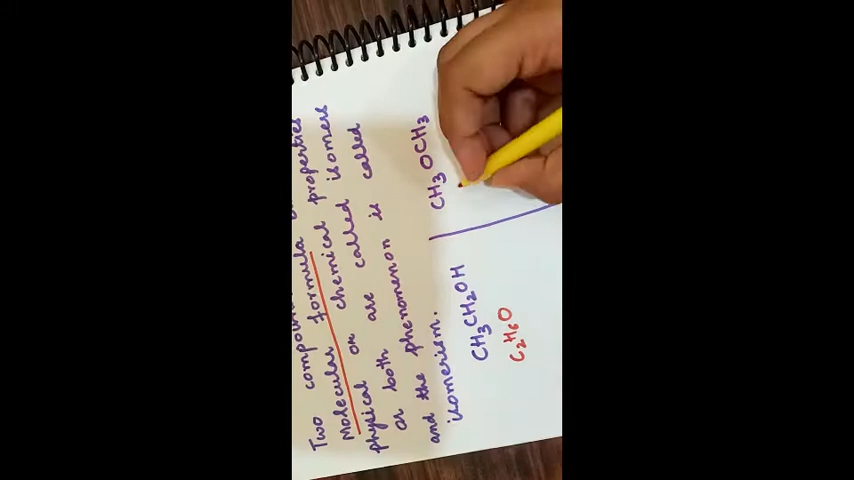 Two compounds
molecular formula
physical or chemical properties
or both are called isomers
and the phenomenon is called
isomerism.
CH3CH2OH
C2H6O
CH3OCH3